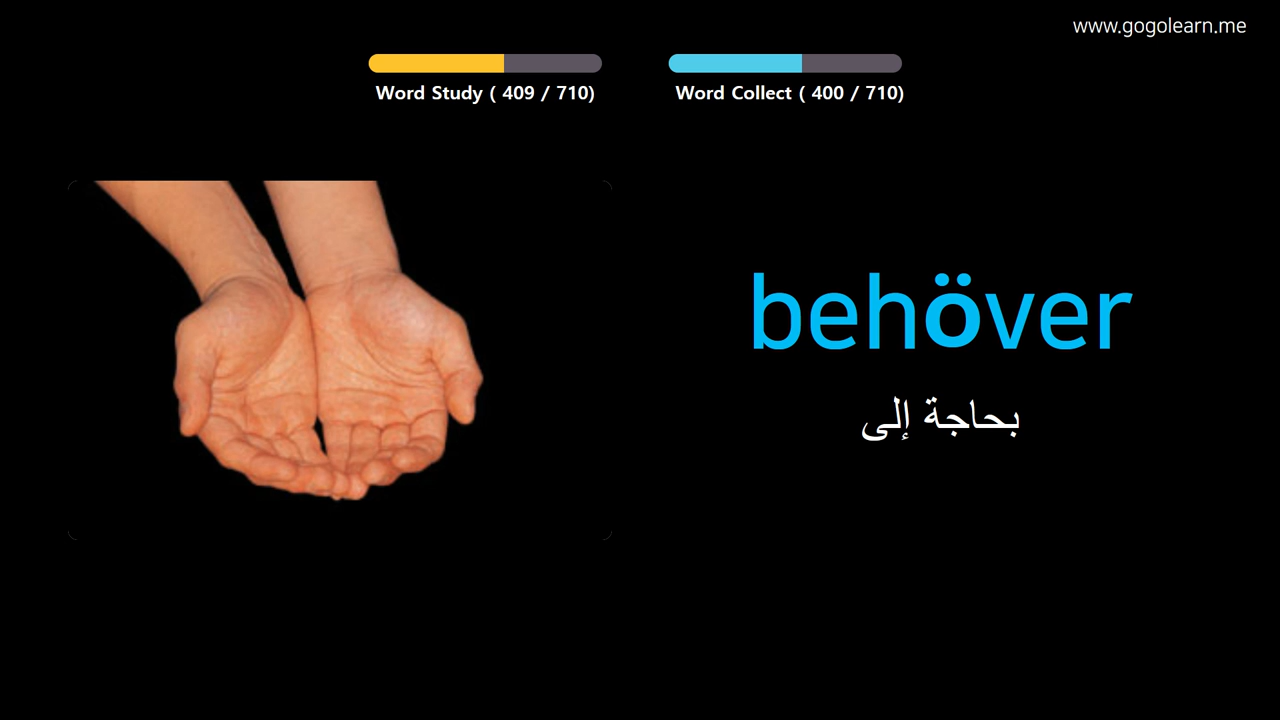 www.gogolearn.me
Word Study ( 409 / 710)
Word Collect ( 400 / 710)
behöver
بحاجة إلى